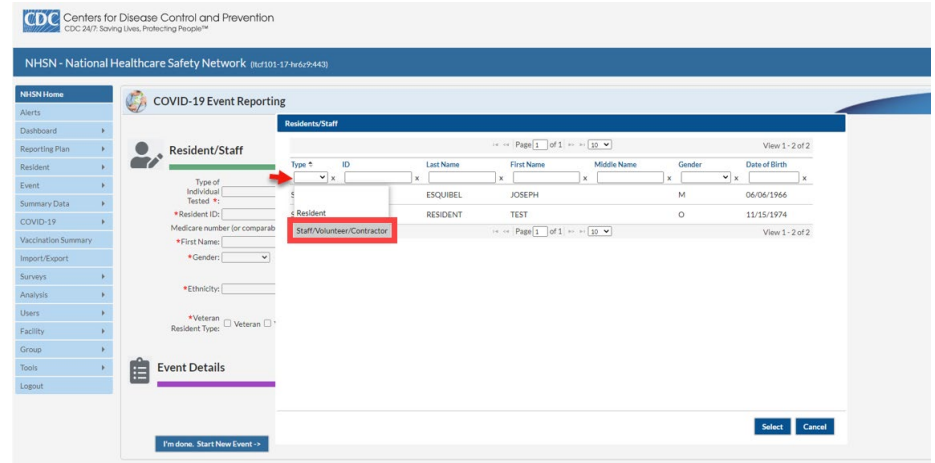 CDC Centers for Disease Control and Prevention
CDC 24/7: Saving Lives, Protecting People™
NHSN - National Healthcare Safety Network (ltcf101-17-hr6z9:443)
NHSN Home
Alerts
Dashboard
Reporting Plan
Resident
Event
Summary Data
COVID-19
Vaccination Summary
Import/Export
Surveys
Analysis
Users
Facility
Group
Tools
Logout
COVID-19 Event Reporting
Resident/Staff
Type of
Individual
Tested *:
*Resident ID:
Medicare number (or comparab
*First Name:
*Gender:
*Ethnicity:
*Veteran
Resident Type: Veteran
Event Details
I'm done. Start New Event ->
Residents/Staff
Page 1 of 1 10 View 1 - 2 of 2
Type ID Last Name First Name Middle Name Gender Date of Birth
x x x x x x x
S ESQUIBEL JOSEPH M 06/06/1966
Resident
RESIDENT TEST O 11/15/1974
Staff/Volunteer/Contractor
Page 1 of 1 10 View 1 - 2 of 2
Select Cancel